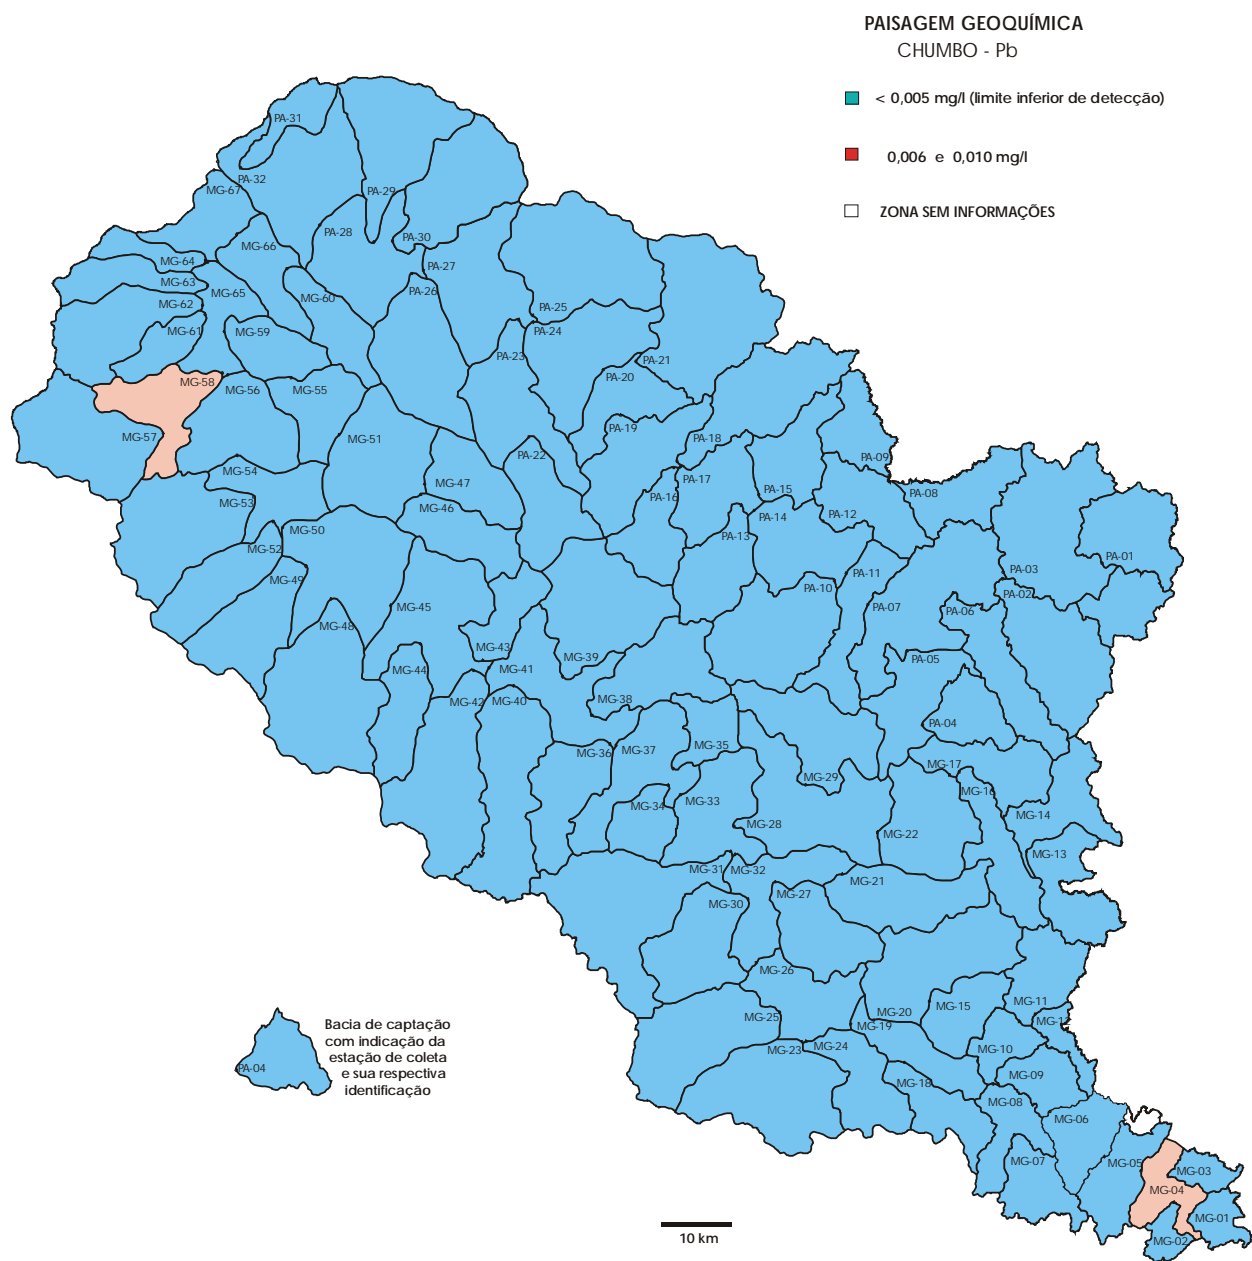 PAISAGEM GEOQUÍMICA
CHUMBO - Pb
< 0,005 mg/l (limite inferior de detecção)
0,006 e 0,010 mg/l
ZONA SEM INFORMAÇÕES
PA-31
PA-32
MG-67
PA-29
PA-28
PA-30
MG-66
MG-64
PA-27
MG-63
MG-65
PA-26
MG-60
MG-62
PA-25
MG-61
MG-59
PA-24
PA-23
PA-21
PA-20
MG-58
MG-56
MG-55
PA-19
MG-57
MG-51
PA-18
PA-22
PA-09
MG-54
PA-17
MG-47
PA-15
PA-16
PA-08
MG-53
MG-46
PA-14
PA-12
MG-50
PA-13
MG-52
PA-01
PA-11
PA-03
MG-49
PA-10
PA-02
MG-45
PA-07
PA-06
MG-48
MG-43
MG-39
PA-05
MG-44
MG-41
MG-42
MG-40
MG-38
PA-04
MG-36
MG-37
MG-35
MG-17
MG-29
MG-16
MG-34
MG-33
MG-14
MG-28
MG-22
MG-13
MG-31
MG-32
MG-21
MG-27
MG-30
MG-26
MG-11
MG-15
MG-20
MG-25
MG-12
MG-19
MG-23
MG-24
MG-10
MG-09
MG-18
MG-08
MG-06
MG-07
MG-05
MG-03
MG-04
MG-01
MG-02
Bacia de captação
com indicação da
estação de coleta
e sua respectiva
identificação
PA-04
10 km